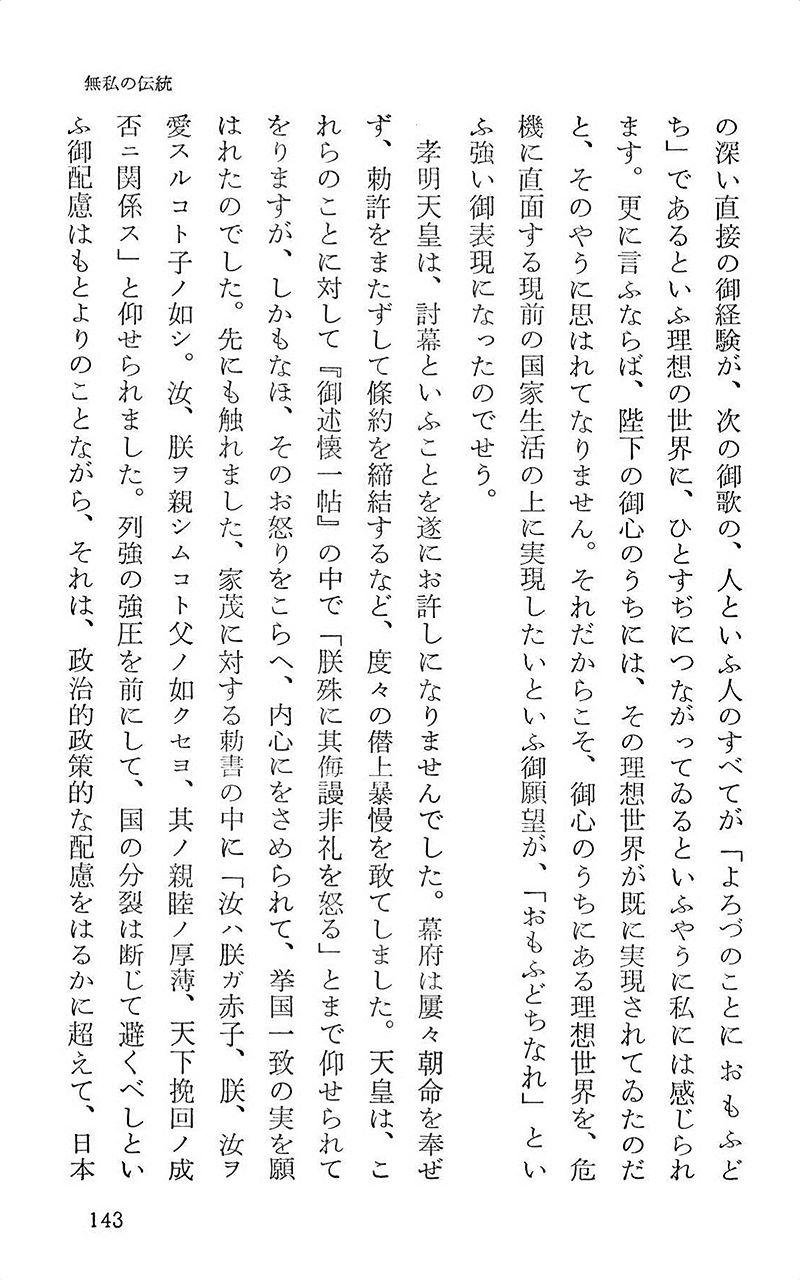 無私の伝統
の深い直接の御経験が、次の御歌の、人といふ人のすべてが「よろづのことにおもふど
ち」であるといふ理想の世界に、ひとすぢにつながってゐるといふやうに私には感じられ
ます。更に言ふならば、陛下の御心のうちには、その理想世界が既に実現されてゐたのだ
と、そのやうに思はれてなりません。それだからこそ、御心のうちにある理想世界を、危
機に直面する現前の国家生活の上に実現したいといふ御願望が、「おもふどちなれ」とい
ふ強い御表現になったのでせう。
孝明天皇は、討幕といふことを遂にお許しになりませんでした。幕府は屢々朝命を奉ぜ
ず、勅許をまたずして條約を締結するなど、度々の僭上暴慢を敢てしました。天皇は、こ
れらのことに対して『御述懐一帖』の中で「朕殊に其侮謾非礼を怒る」とまで仰せられて
をりますが、しかもなほ、そのお怒りをこらへ、内心にをさめられて、挙国一致の実を願
はれたのでした。先にも触れました、家茂に対する勅書の中に「汝ハ朕ガ赤子、朕、汝ヲ
愛スルコト子ノ如シ。汝、朕ヲ親シムコト父ノ如クセヨ、其ノ親睦ノ厚薄、天下挽回ノ成
否ニ関係ス」と仰せられました。列強の強圧を前にして、国の分裂は断じて避くべしとい
ふ御配慮はもとよりのことながら、それは、政治的政策的な配慮をはるかに超えて、日本
143